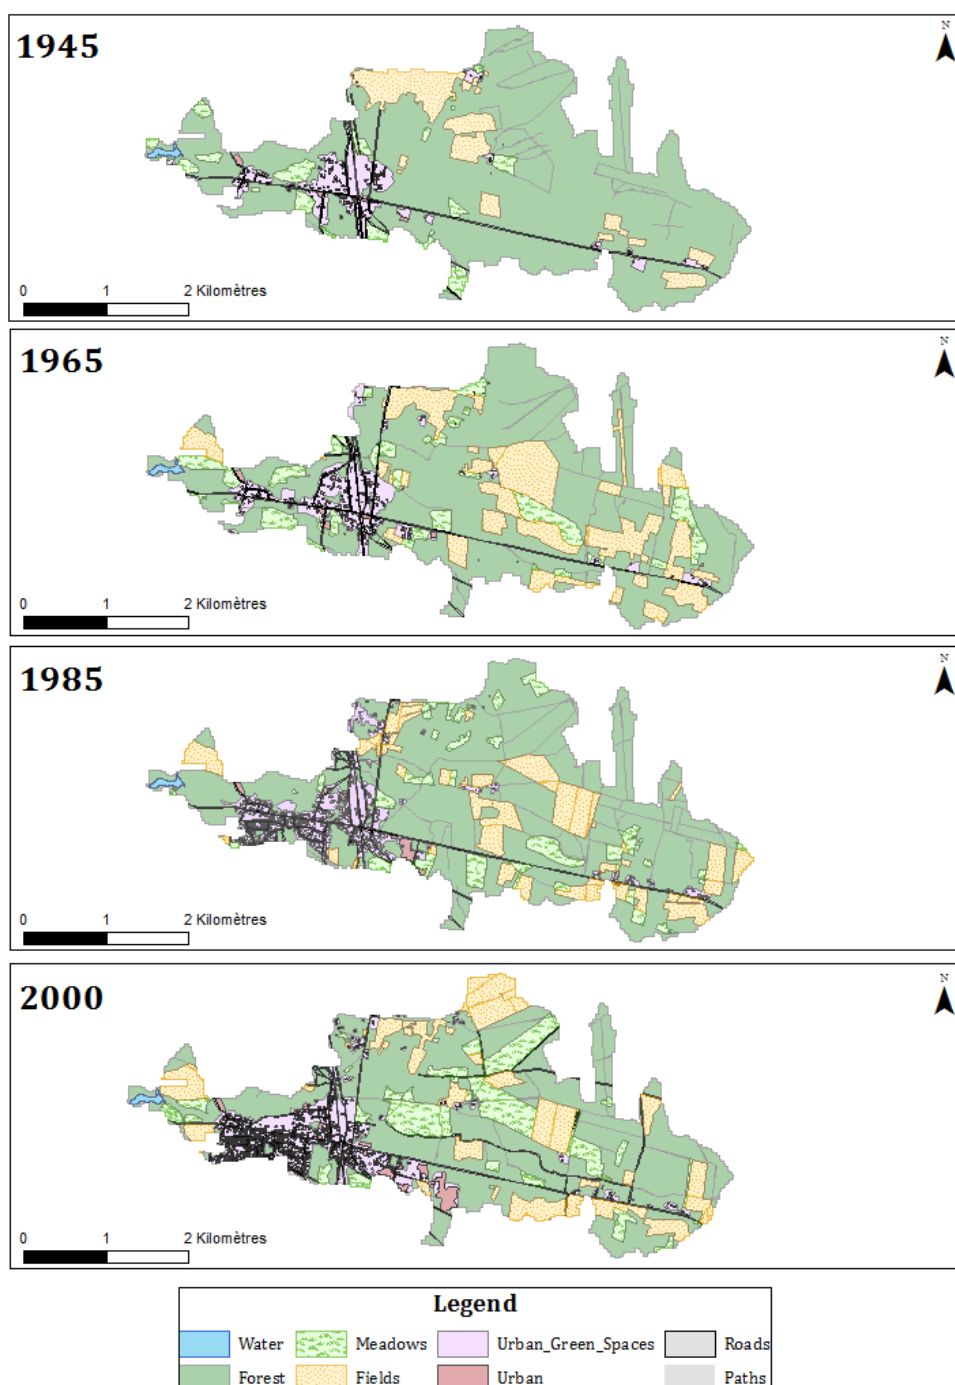 1945
N
0 1 2 Kilomètres
1965
N
0 1 2 Kilomètres
1985
N
0 1 2 Kilomètres
2000
N
0 1 2 Kilomètres
Legend
Water Meadows Urban_Green_Spaces Roads
Forest Fields Urban Paths